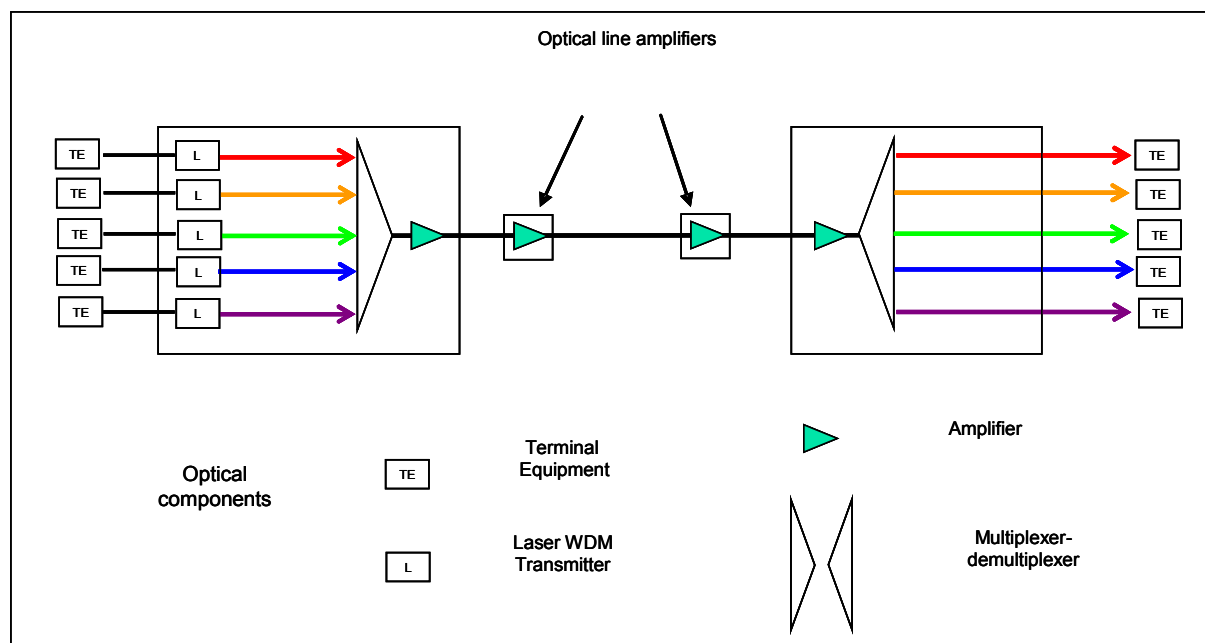 Optical line amplifiers
TE L TE
TE L TE
TE L TE
TE L TE
TE L TE
Optical
components
TE
Terminal
Equipment
L
Laser WDM
Transmitter
Amplifier
Multiplexer-
demultiplexer